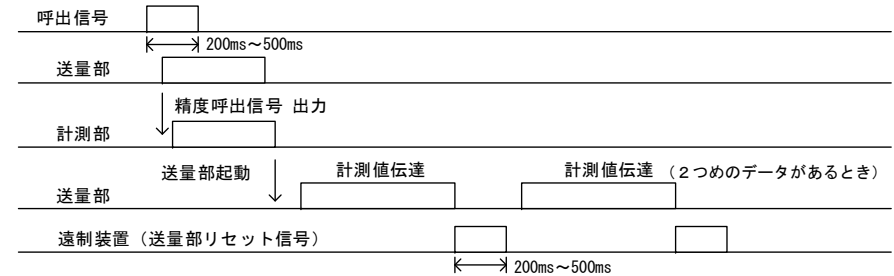 呼出信号
200ms～500ms
送量部
精度呼出信号 出力
計測部
送量部起動
計測値伝達
計測値伝達 (２つめのデータがあるとき)
送量部
遠制装置（送量部リセット信号）
200ms～500ms